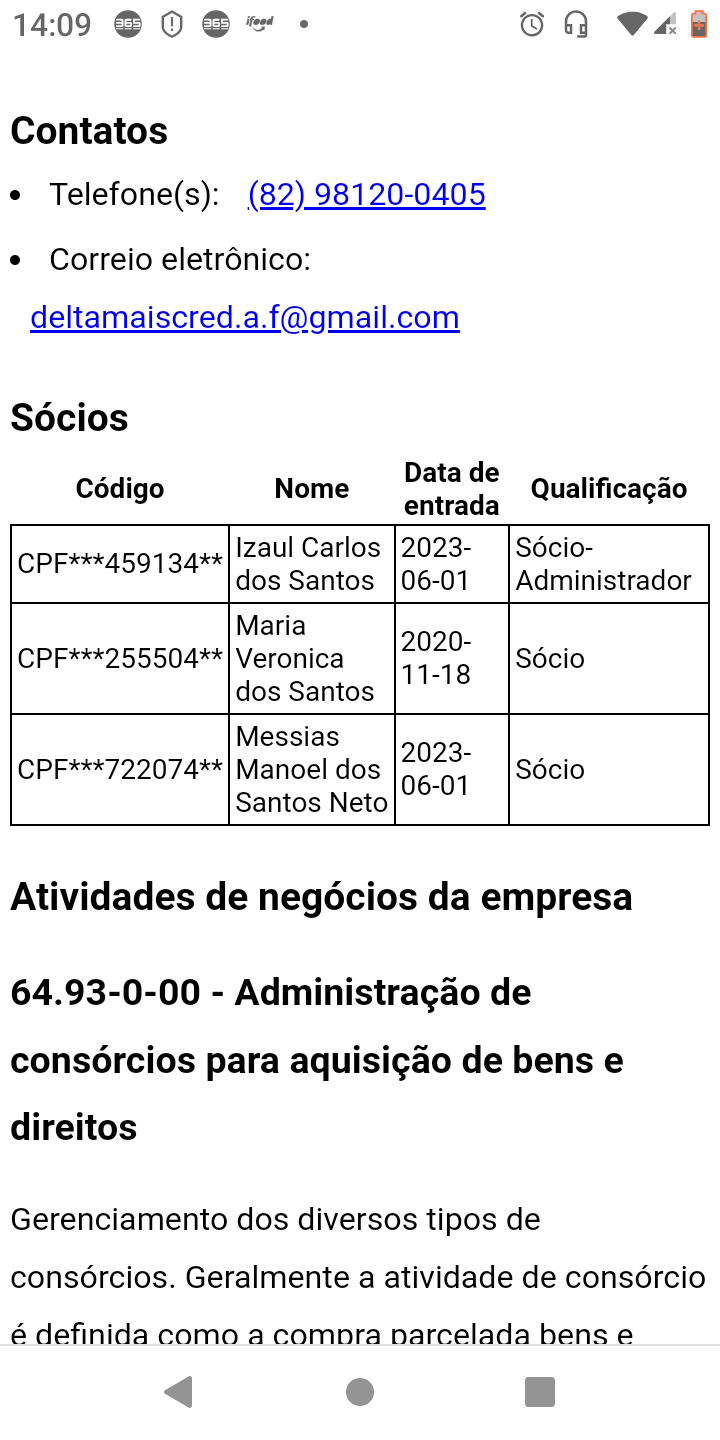 14:09 365 365 ifood
Contatos
• Telefone(s): (82) 98120-0405
• Correio eletrônico:
deltamaiscred.a.f@gmail.com
Sócios
Código Nome Data de entrada Qualificação
CPF***459134** Izaul Carlos dos Santos 2023-06-01 Sócio-Administrador
CPF***255504** Maria Veronica dos Santos 2020-11-18 Sócio
CPF***722074** Messias Manoel dos Santos Neto 2023-06-01 Sócio
Atividades de negócios da empresa
64.93-0-00 - Administração de
consórcios para aquisição de bens e
direitos
Gerenciamento dos diversos tipos de
consórcios. Geralmente a atividade de consórcio
é definida como a compra parcelada bens e